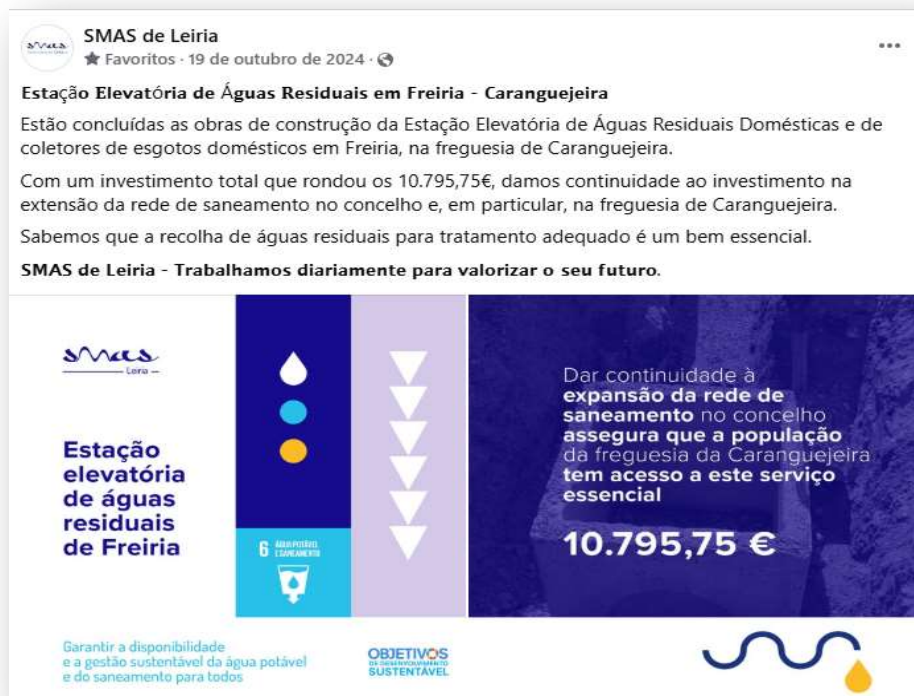 smas
SMAS de Leiria
Favoritos · 19 de outubro de 2024 ·
Estação Elevatória de Águas Residuais em Freiria - Caranguejeira
Estão concluídas as obras de construção da Estação Elevatória de Águas Residuais Domésticas e de
coletores de esgotos domésticos em Freiria, na freguesia de Caranguejeira.
Com um investimento total que rondou os 10.795,75€, damos continuidade ao investimento na
extensão da rede de saneamento no concelho e, em particular, na freguesia de Caranguejeira.
Sabemos que a recolha de águas residuais para tratamento adequado é um bem essencial.
SMAS de Leiria - Trabalhamos diariamente para valorizar o seu futuro.
smas
Leiria
Estação
elevatória
de águas
residuais
de Freiria
6 ÁGUA POTÁVEL
E SANEAMENTO
Dar continuidade à
expansão da rede de
saneamento no concelho
assegura que a população
da freguesia da Caranguejeira
tem acesso a este serviço
essencial
10.795,75 €
Garantir a disponibilidade
e a gestão sustentável da água potável
e do saneamento para todos
OBJETIVOS
DE DESENVOLVIMENTO
SUSTENTÁVEL